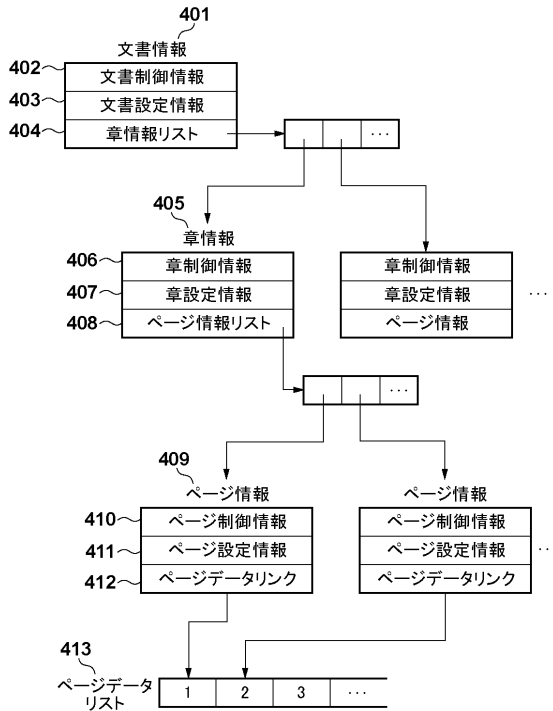 401
文書情報
402
文書制御情報
403
文書設定情報
404
章情報リスト
...
405
章情報
406
章制御情報
章制御情報
407
章設定情報
章設定情報
...
408
ページ情報リスト
ページ情報
...
409
ページ情報
ページ情報
410
ページ制御情報
ページ制御情報
411
ページ設定情報
ページ設定情報
..
412
ページデータリンク
ページデータリンク
413
ページデータ
リスト
1 2 3 ...